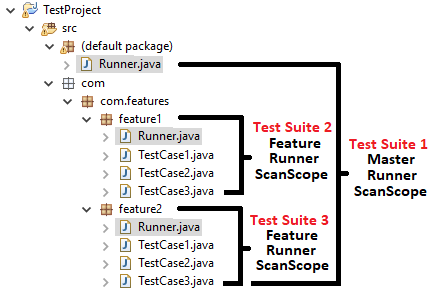 TestProject
src
(default package)
Runner.java
com
com.features
feature1
Runner.java
TestCase1.java
TestCase2.java
TestCase3.java
feature2
Runner.java
TestCase1.java
TestCase2.java
TestCase3.java
Test Suite 2
Feature
Runner
ScanScope
Test Suite 3
Feature
Runner
ScanScope
Test Suite 1
Master
Runner
ScanScope